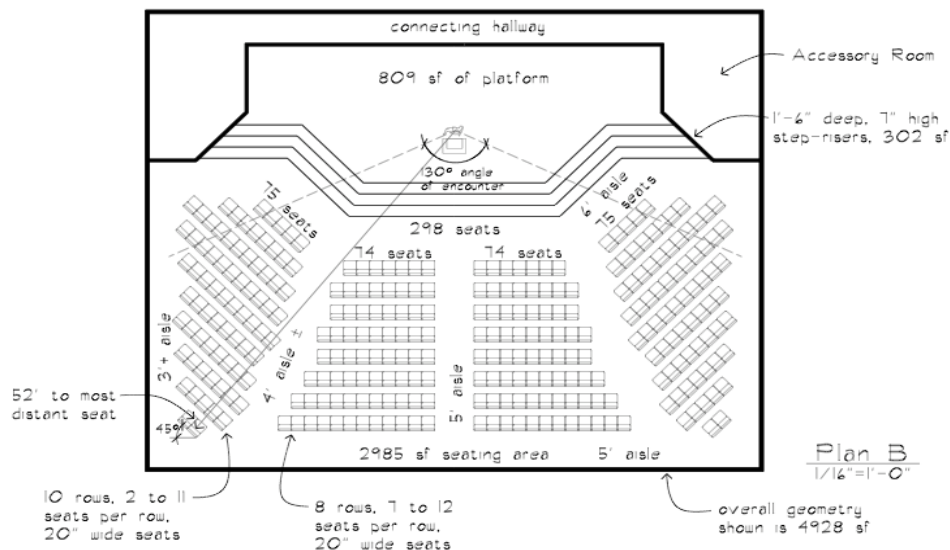 connecting hallway
Accessory Room
809 sf of platform
1'-6" deep, 7" high
step-risers, 302 sf
130° angle
of encounter
75 seats
6' aisle
75 seats
298 seats
74 seats
74 seats
3'+ aisle
4' aisle ±
5' aisle
52' to most
distant seat
45°
2985 sf seating area
5' aisle
Plan B
1/16"=1'-0"
10 rows, 2 to 11
seats per row,
20" wide seats
8 rows, 7 to 12
seats per row,
20" wide seats
overall geometry
shown is 4928 sf